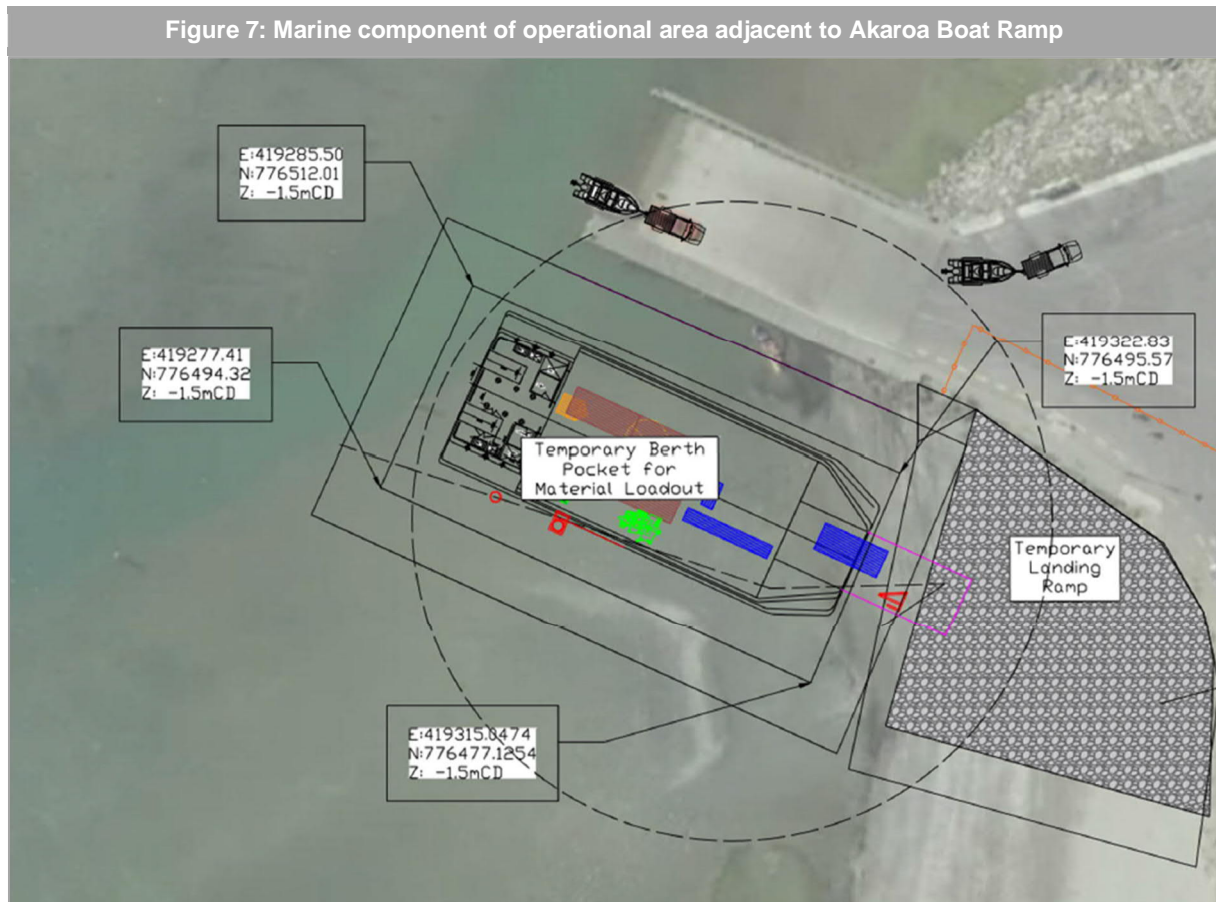 Figure 7: Marine component of operational area adjacent to Akaroa Boat Ramp
E:419285.50
N:776512.01
Z: -1.5mCD
E:419277.41
N:776494.32
Z: -1.5mCD
E:419322.83
N:776495.57
Z: -1.5mCD
Temporary Berth
Pocket for
Material Loadout
Temporary
Landing
Ramp
E:419315.0474
N:776477.1254
Z: -1.5mCD